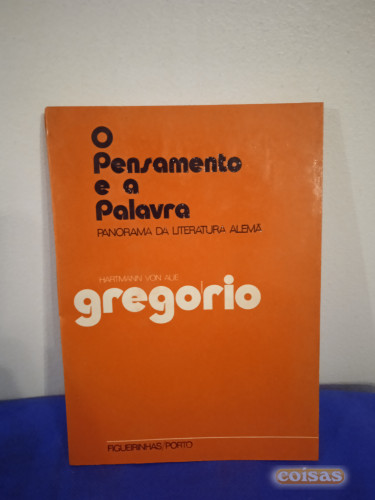 O
Pensamento
e a
Palavra
PANORAMA DA LITERATURA ALEMÃ
HARTMANN VON AUE
gregorio
FIGUEIRINHAS/PORTO
coisas